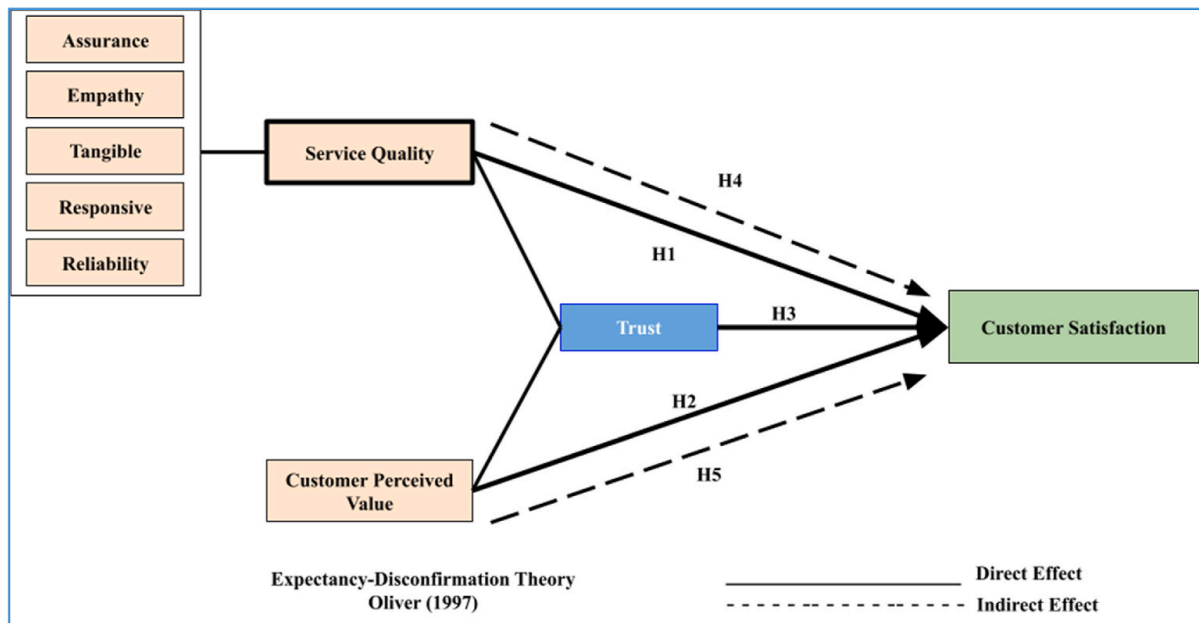 Assurance
Empathy
Tangible
Responsive
Reliability
Service Quality
H4
H1
Trust
H3
Customer Satisfaction
H2
H5
Customer Perceived
Value
Expectancy-Disconfirmation Theory
Oliver (1997)
Direct Effect
Indirect Effect